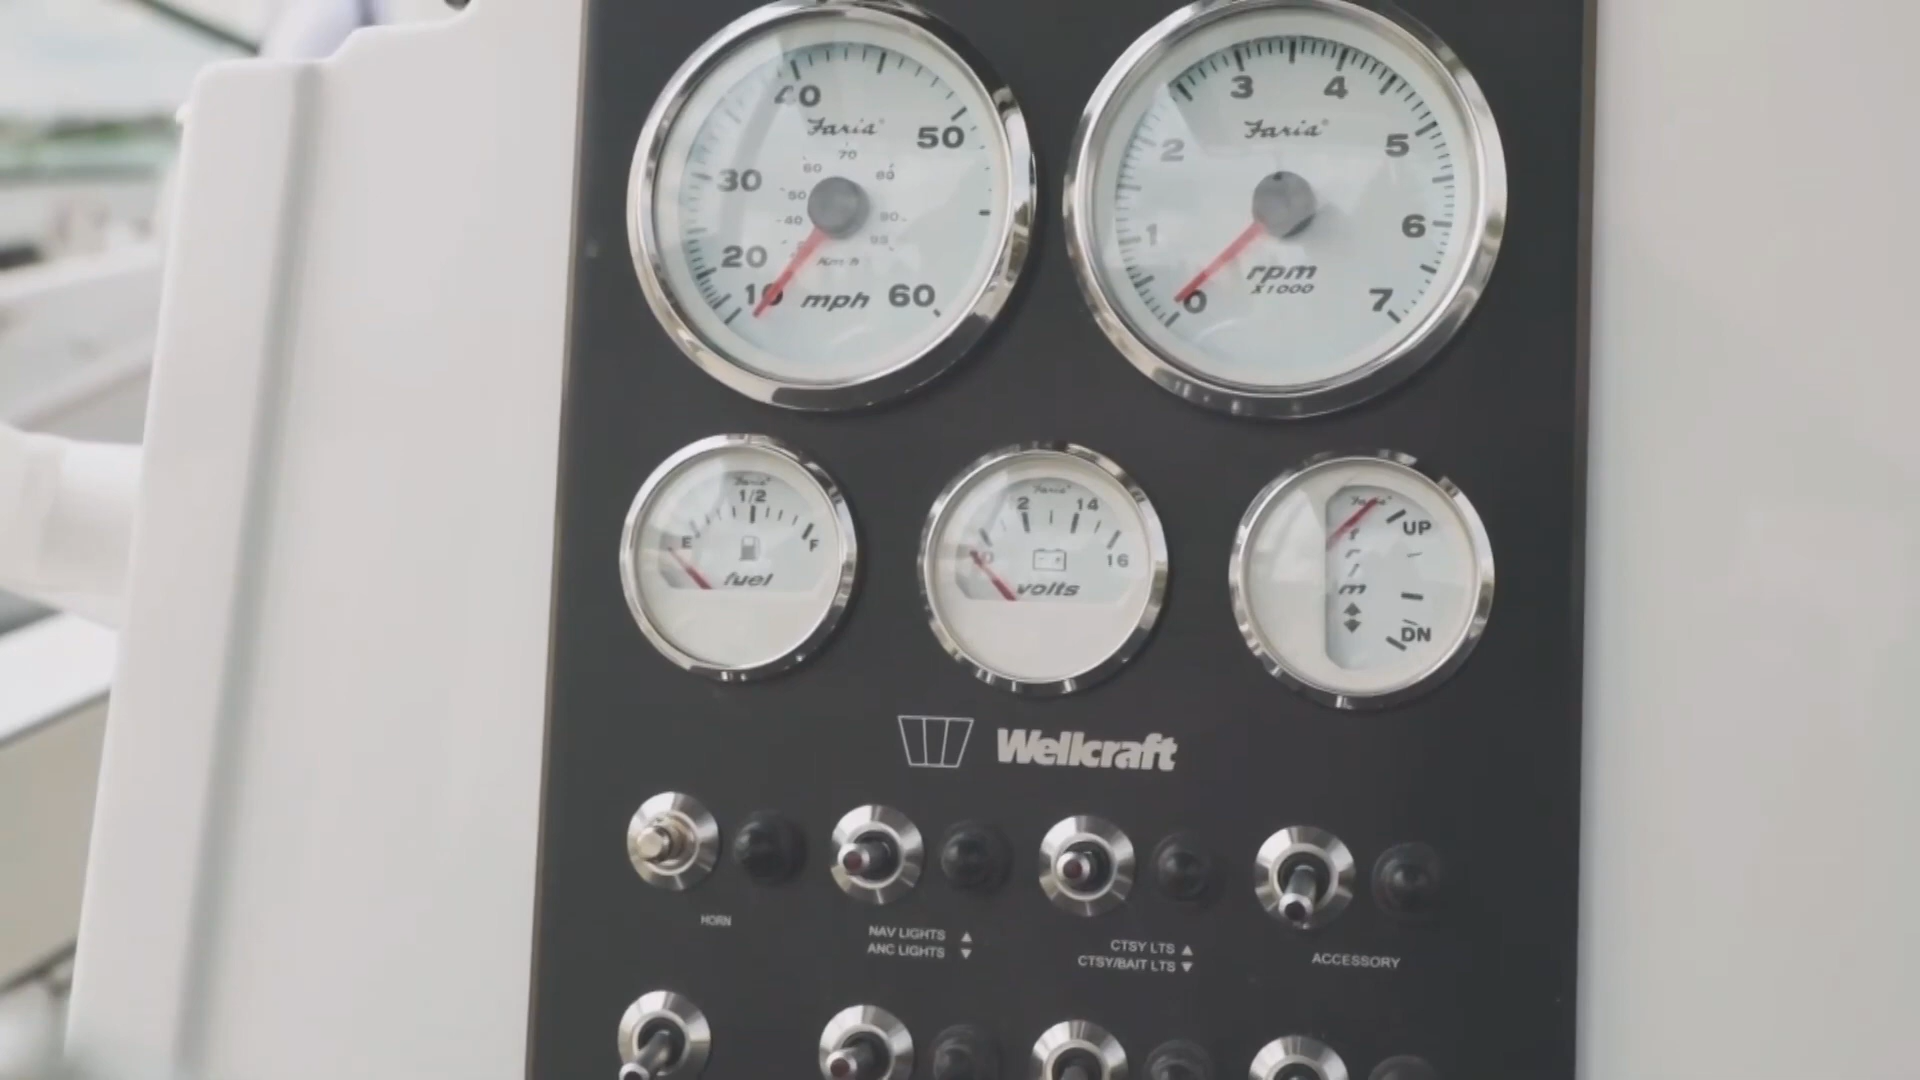 40
50
30
20
10
60
Faria®
70
60
80
50
40
90
Km h
mph
3
4
2
5
1
6
0
7
Faria®
rpm
x1000
Faria®
1/2
E
F
fuel
Faria®
2
14
10
16
volts
Faria®
UP
trim
DN
Wellcraft
HORN
NAV LIGHTS ▲
ANC LIGHTS ▼
CTSY LTS ▲
CTSY/BAIT LTS ▼
ACCESSORY